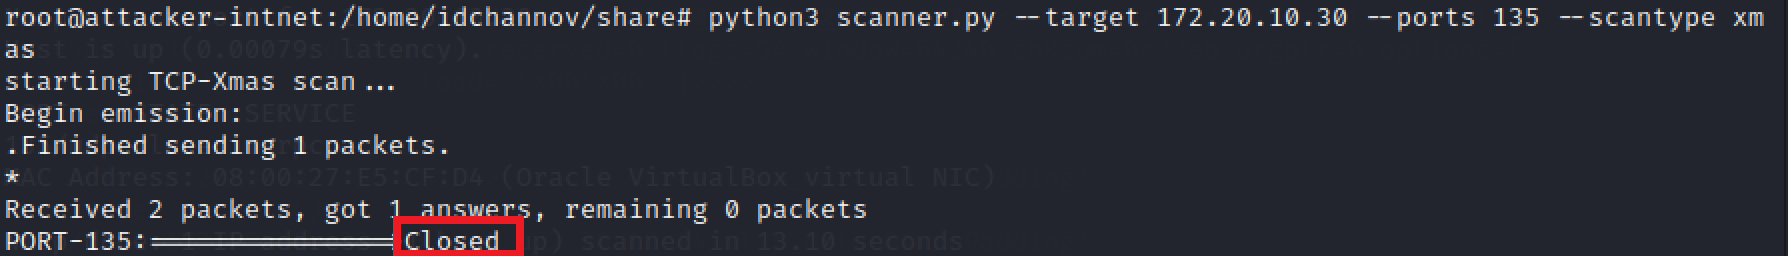 root@attacker-intnet:/home/idchannov/share# python3 scanner.py --target 172.20.10.30 --ports 135 --scantype xm
as
starting TCP-Xmas scan...
Begin emission:
.Finished sending 1 packets.
*
Received 2 packets, got 1 answers, remaining 0 packets
PORT-135:===============Closed